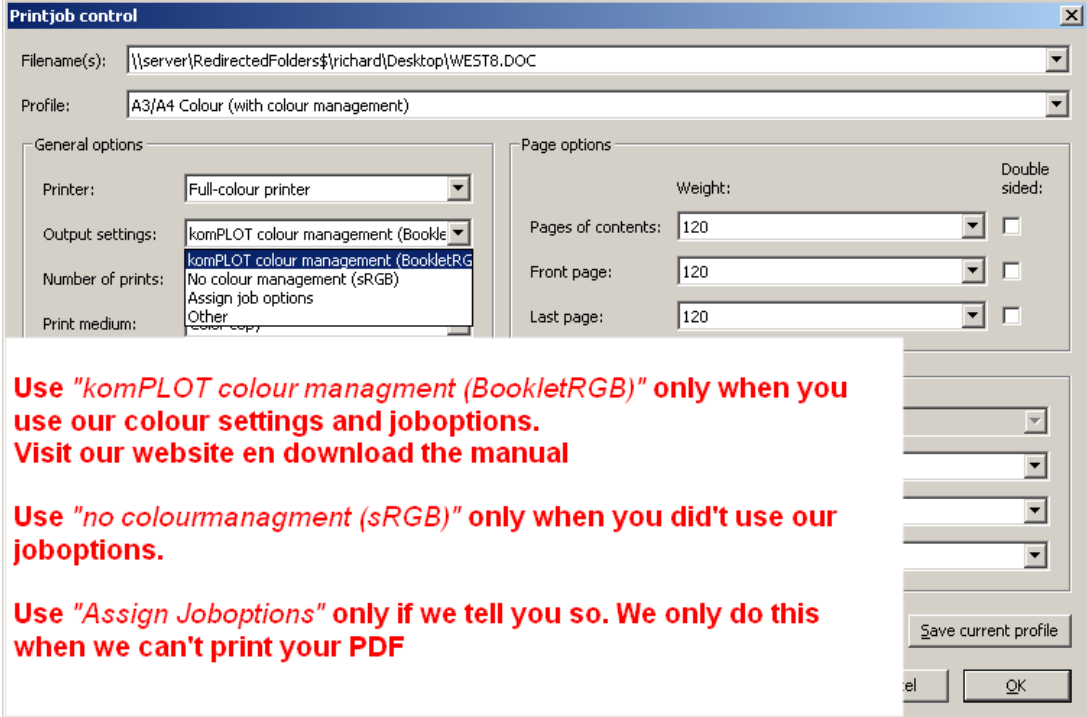 Printjob control
Filename(s): \\server\RedirectedFolders$\richard\Desktop\WEST8.DOC
Profile: A3/A4 Colour (with colour management)
General options
Printer: Full-colour printer
Output settings: komPLOT colour management (Bookle
komPLOT colour management (BookletRG
No colour management (sRGB)
Assign job options
Other
Number of prints:
Print medium:
Page options
Weight: Double sided:
Pages of contents: 120
Front page: 120
Last page: 120
Use "komPLOT colour managment (BookletRGB)" only when you
use our colour settings and joboptions.
Visit our website en download the manual
Use "no colourmanagment (sRGB)" only when you did't use our
joboptions.
Use "Assign Joboptions" only if we tell you so. We only do this
when we can't print your PDF
Save current profile
el
OK